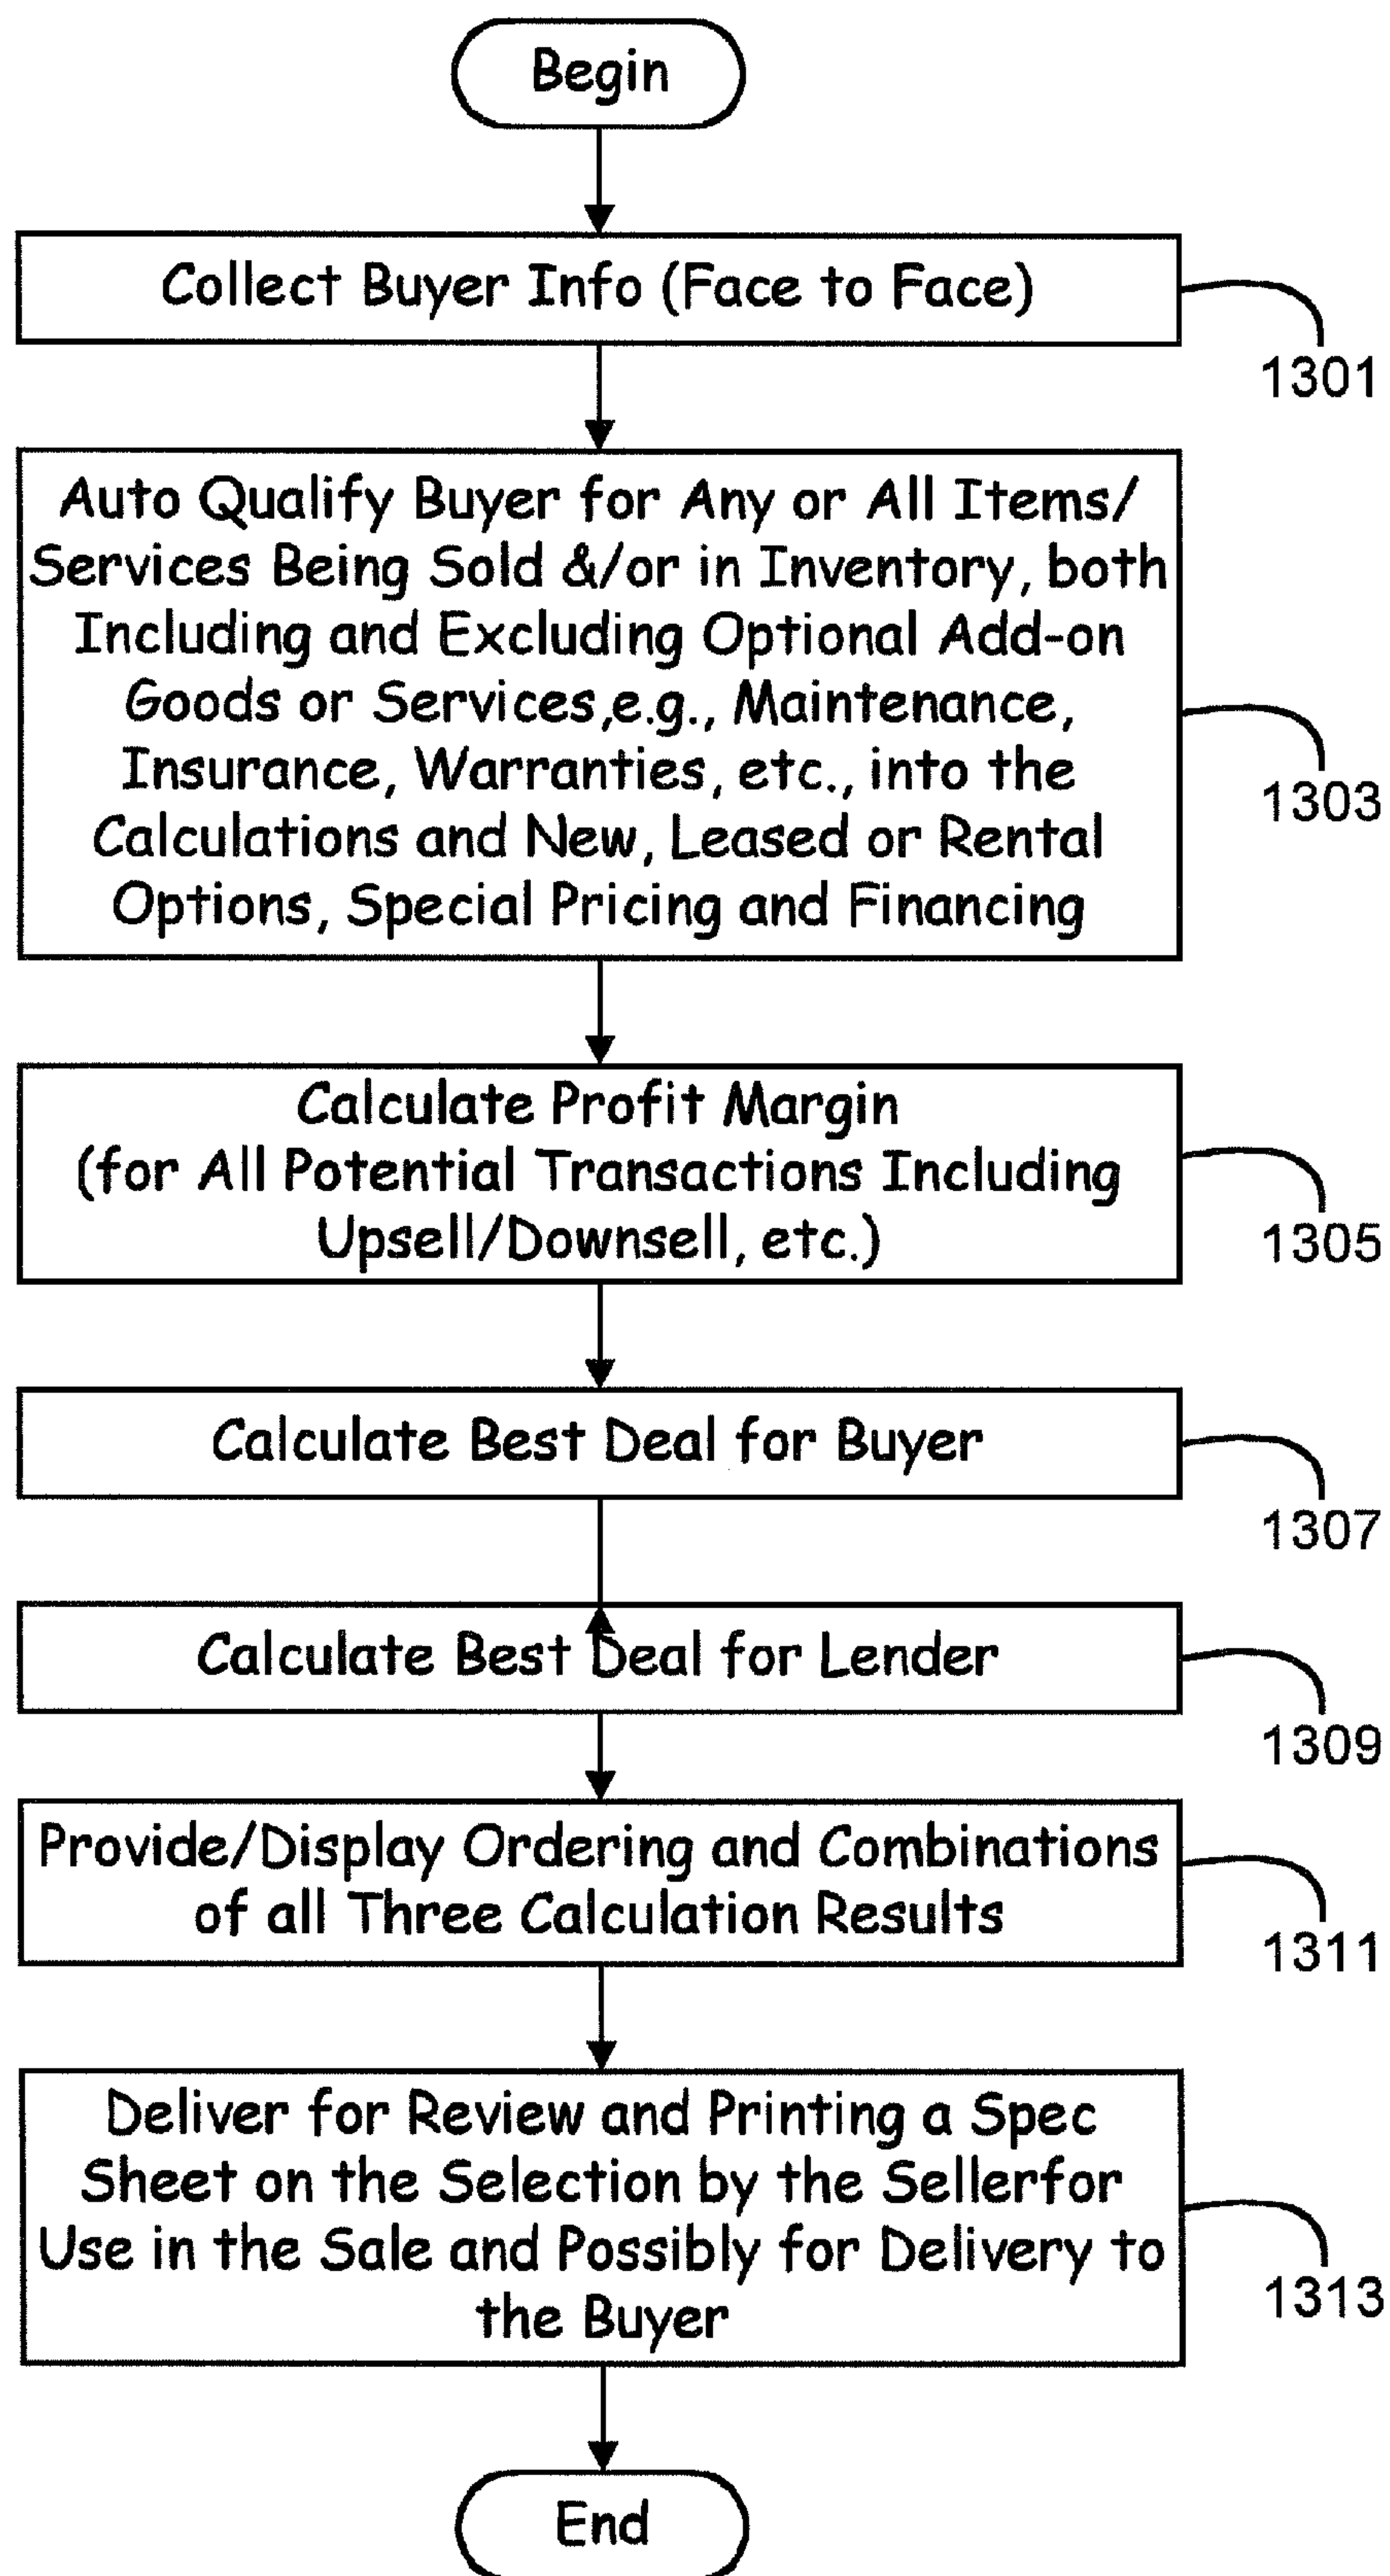 Begin
Collect Buyer Info (Face to Face)
1301
Auto Qualify Buyer for Any or All Items/
Services Being Sold &/or in Inventory, both
Including and Excluding Optional Add-on
Goods or Services,e.g., Maintenance,
Insurance, Warranties, etc., into the
Calculations and New, Leased or Rental
Options, Special Pricing and Financing
1303
Calculate Profit Margin
(for All Potential Transactions Including
Upsell/Downsell, etc.)
1305
Calculate Best Deal for Buyer
1307
Calculate Best Deal for Lender
1309
Provide/Display Ordering and Combinations
of all Three Calculation Results
1311
Deliver for Review and Printing a Spec
Sheet on the Selection by the Sellerfor
Use in the Sale and Possibly for Delivery to
the Buyer
1313
End